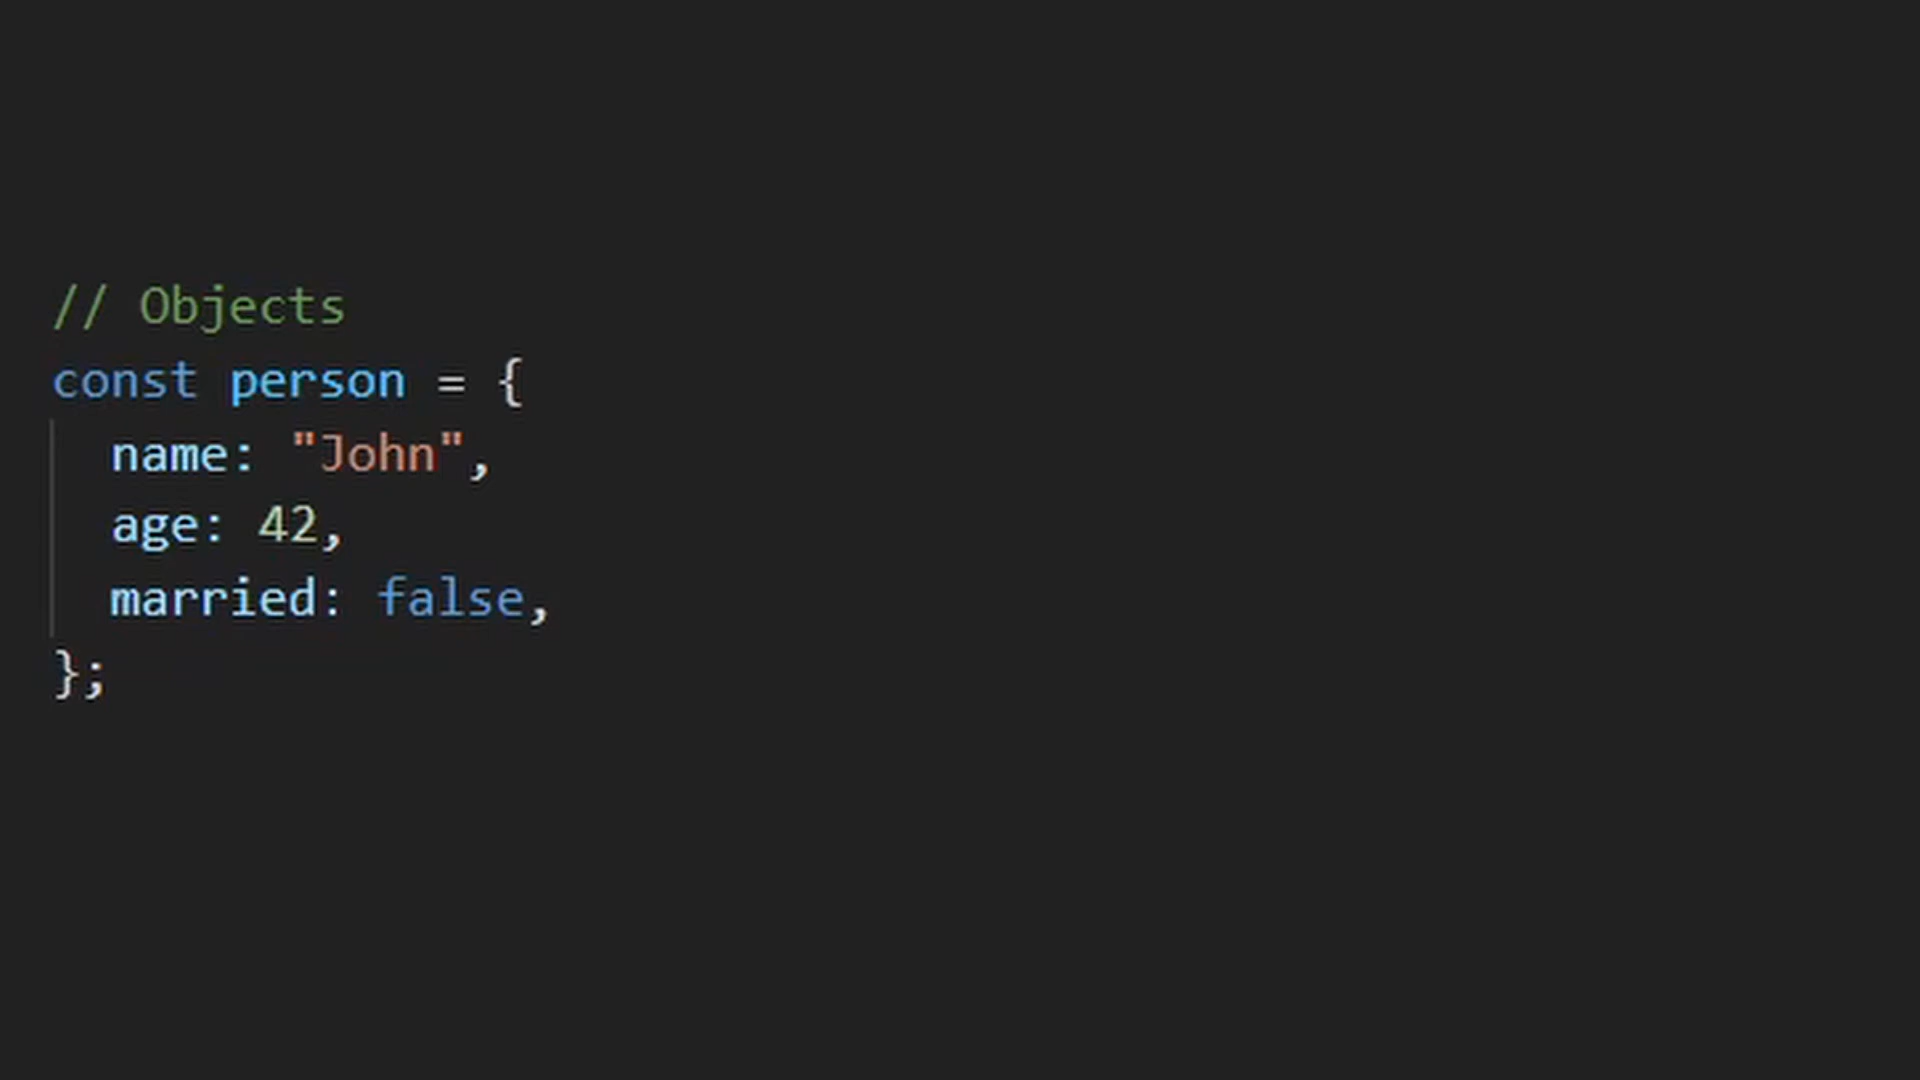 // Objects
const person = {
  name: "John",
  age: 42,
  married: false,
};